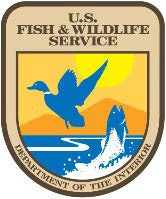 U.S.
FISH & WILDLIFE
SERVICE
DEPARTMENT OF THE INTERIOR